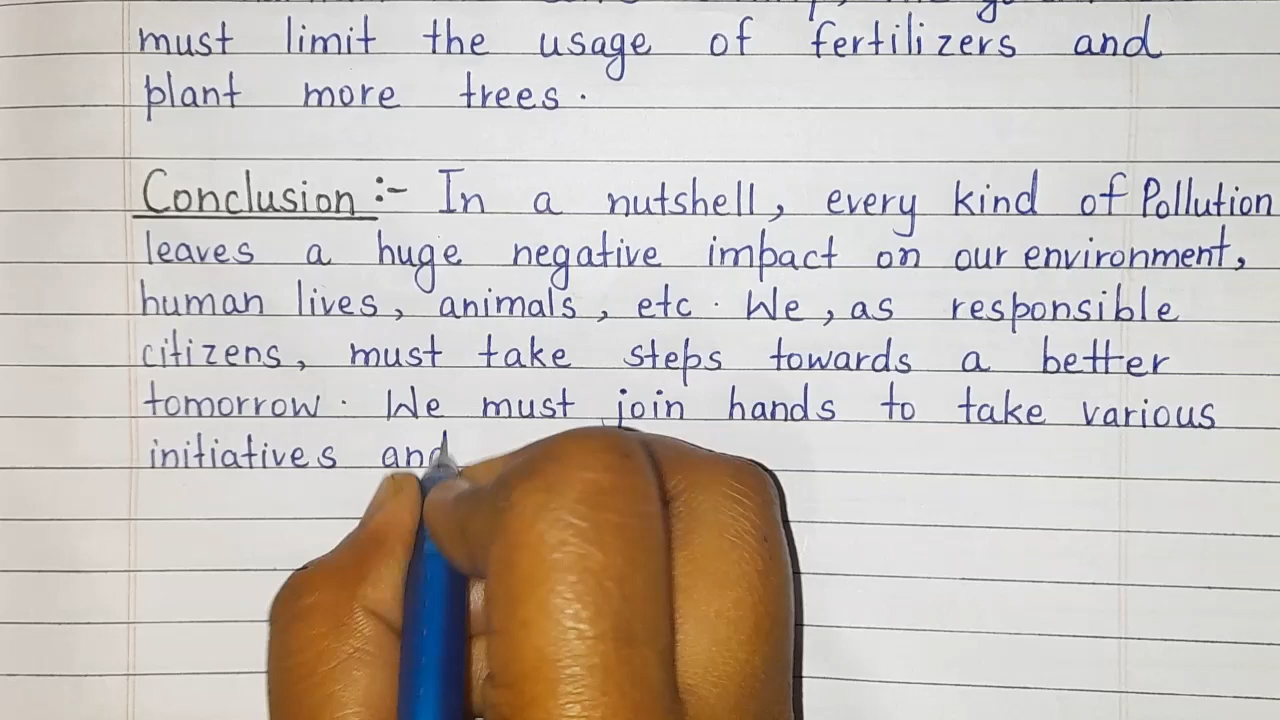 must limit the usage of fertilizers and
plant more trees.
Conclusion :- In a nutshell, every kind of Pollution
leaves a huge negative impact on our environment,
human lives, animals, etc. We, as responsible
citizens, must take steps towards a better
tomorrow. We must join hands to take various
initiatives and